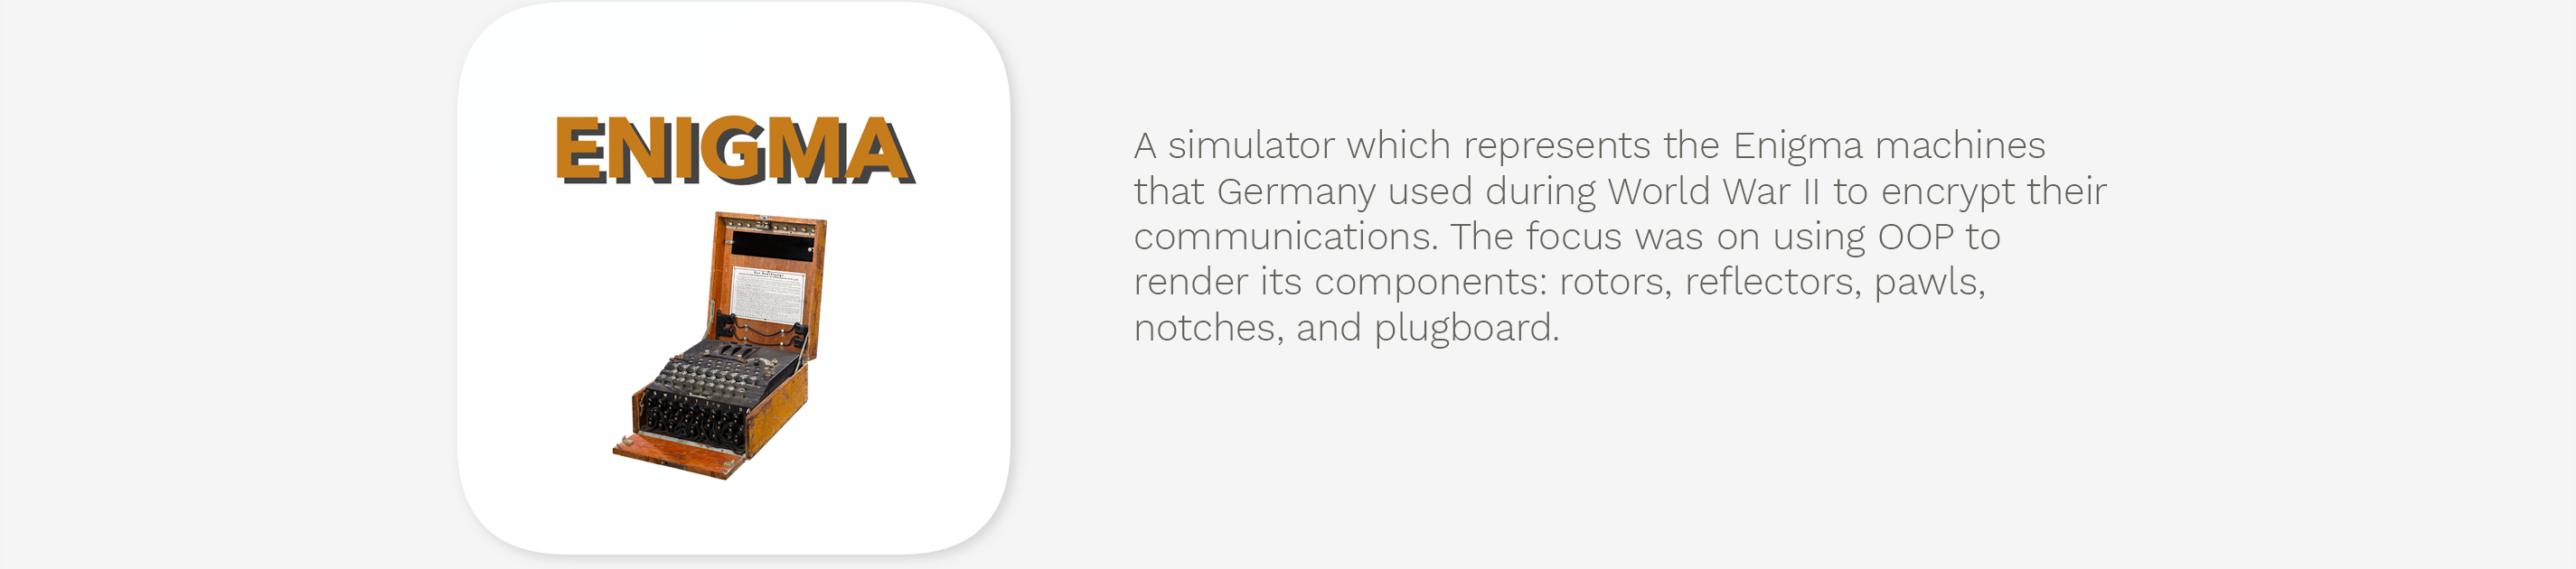 ENIGMA
A simulator which represents the Enigma machines
that Germany used during World War II to encrypt their
communications. The focus was on using OOP to
render its components: rotors, reflectors, pawls,
notches, and plugboard.